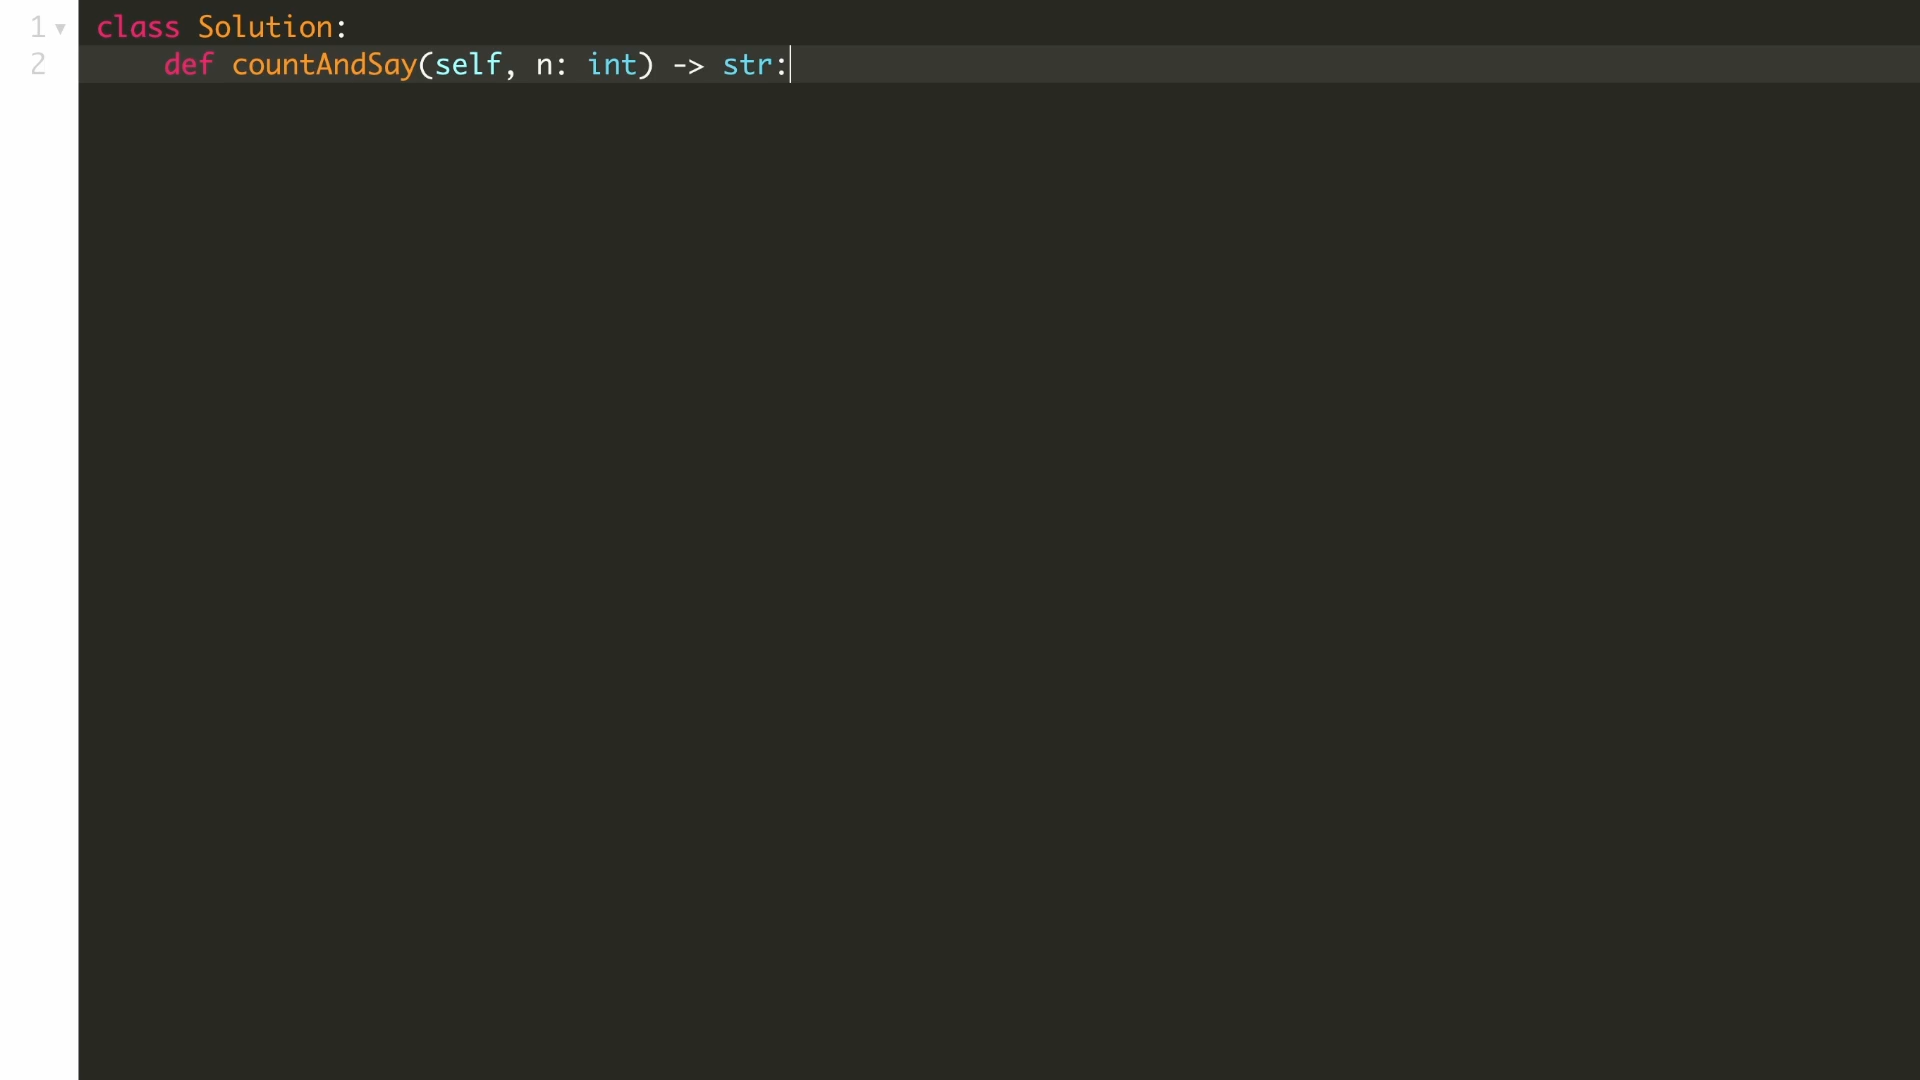 1 class Solution:
2     def countAndSay(self, n: int) -> str: